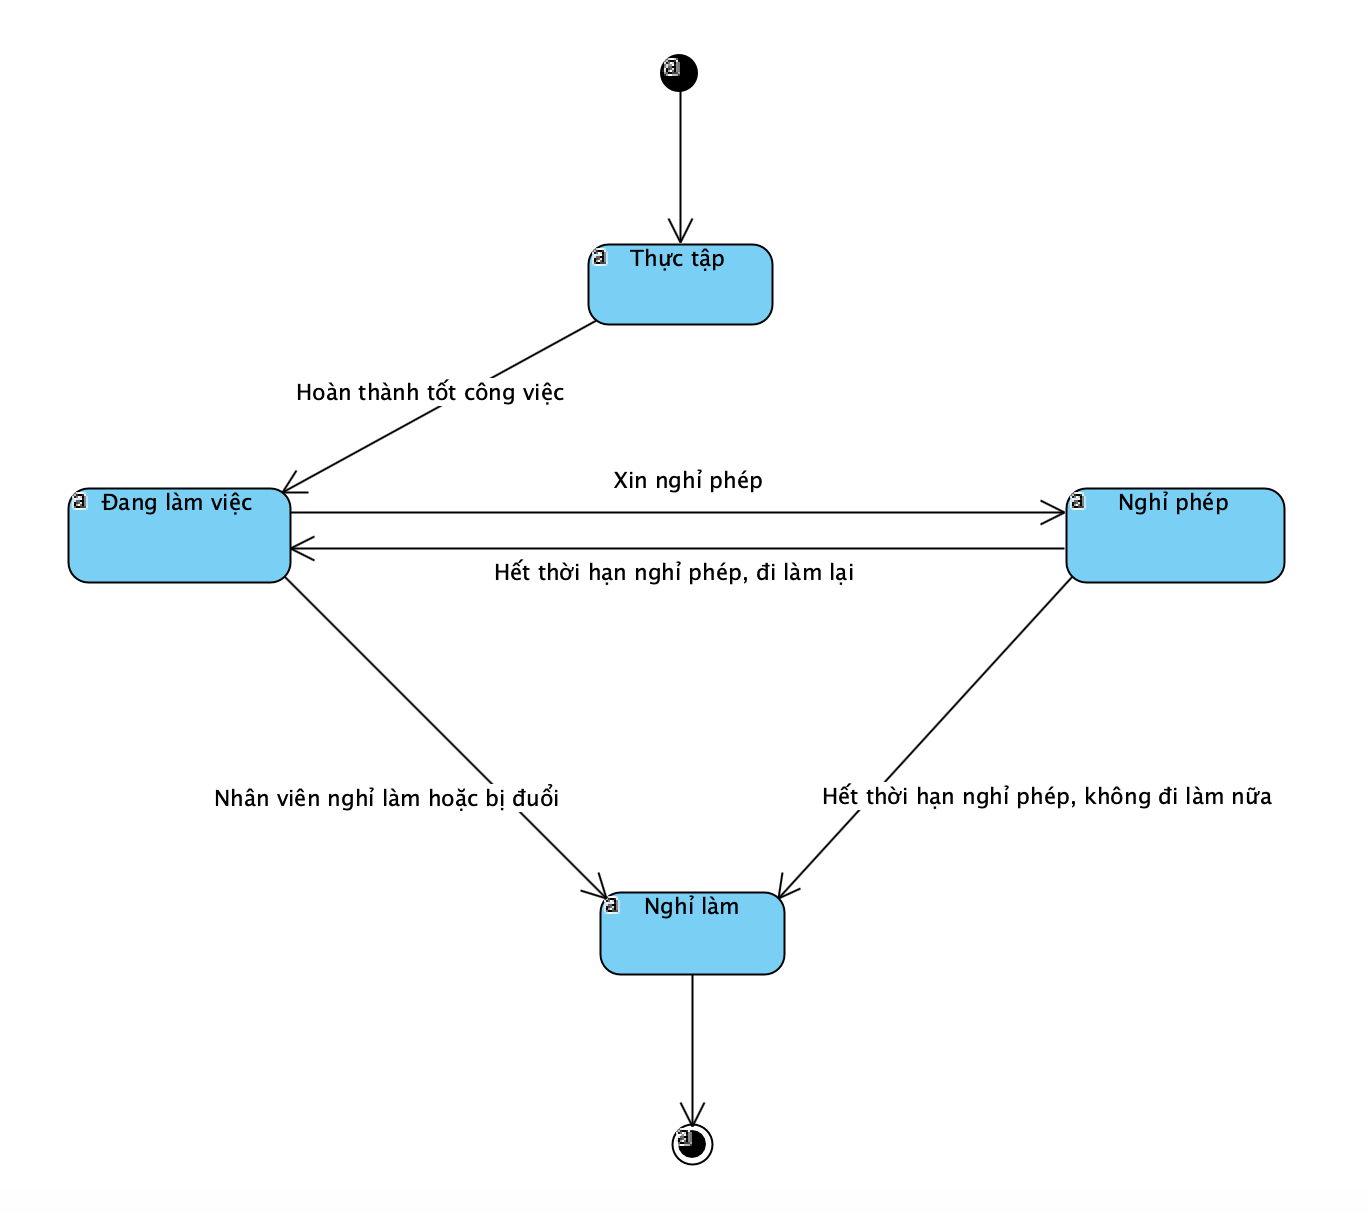 Thực tập
Hoàn thành tốt công việc
Xin nghỉ phép
Đang làm việc
Nghỉ phép
Hết thời hạn nghỉ phép, đi làm lại
Nhân viên nghỉ làm hoặc bị đuổi
Hết thời hạn nghỉ phép, không đi làm nữa
Nghỉ làm